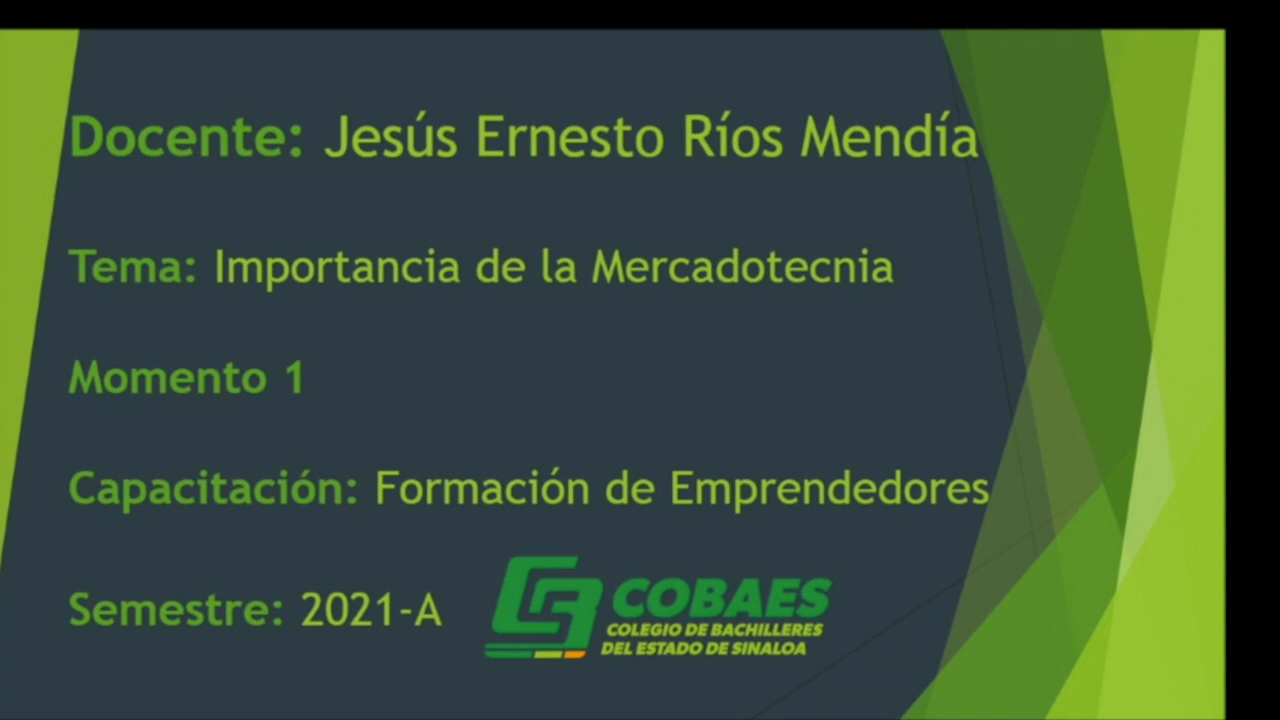 Docente: Jesús Ernesto Ríos Mendía
Tema: Importancia de la Mercadotecnia
Momento 1
Capacitación: Formación de Emprendedores
Semestre: 2021-A
COBAES
COLEGIO DE BACHILLERES
DEL ESTADO DE SINALOA